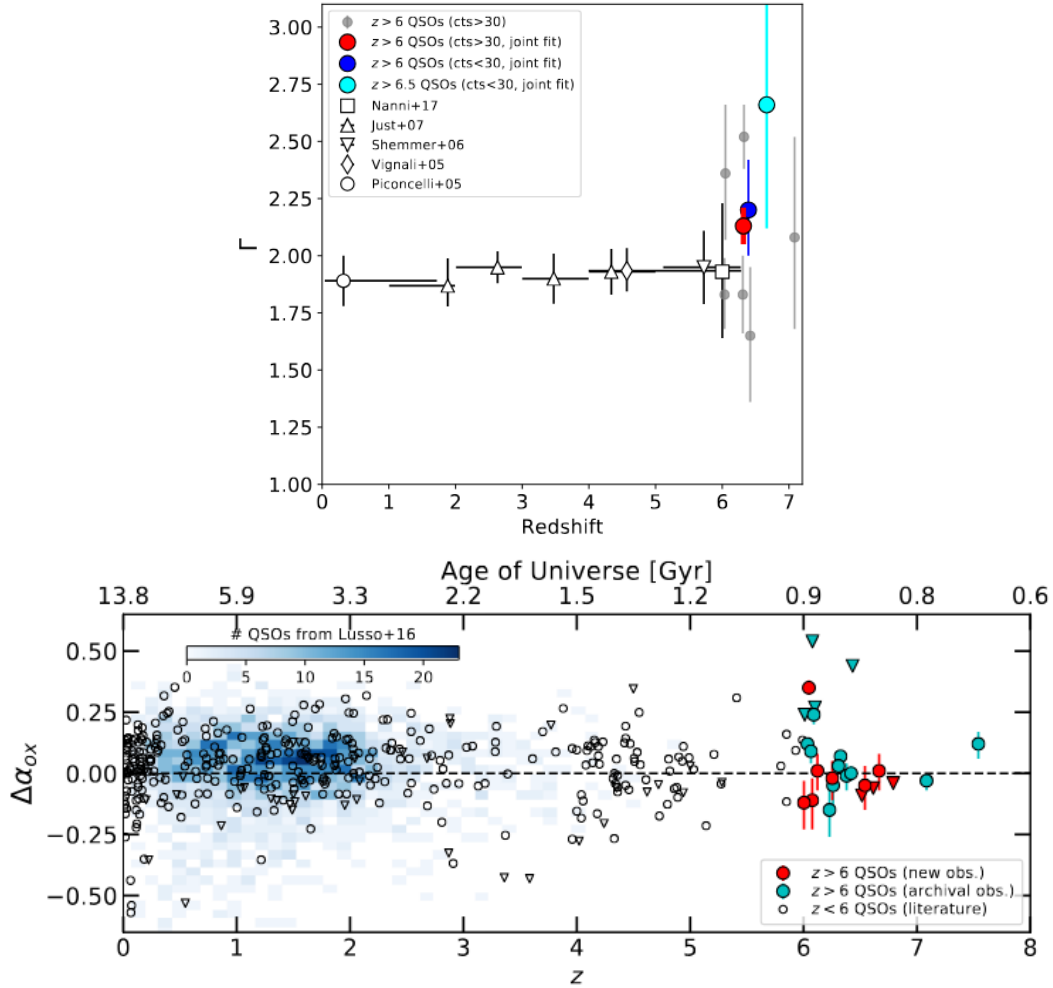 3.00
2.75
2.50
2.25
2.00
1.75
1.50
1.25
1.00
Γ
z > 6 QSOs (cts>30)
z > 6 QSOs (cts>30, joint fit)
z > 6 QSOs (cts<30, joint fit)
z > 6.5 QSOs (cts<30, joint fit)
Nanni+17
Just+07
Shemmer+06
Vignali+05
Piconcelli+05
0 1 2 3 4 5 6 7
Redshift
Age of Universe [Gyr]
13.8 5.9 3.3 2.2 1.5 1.2 0.9 0.8 0.6
# QSOs from Lusso+16
0 5 10 15 20
0.50
0.25
0.00
−0.25
−0.50
Δαox
z > 6 QSOs (new obs.)
z > 6 QSOs (archival obs.)
z < 6 QSOs (literature)
0 1 2 3 4 5 6 7 8
z